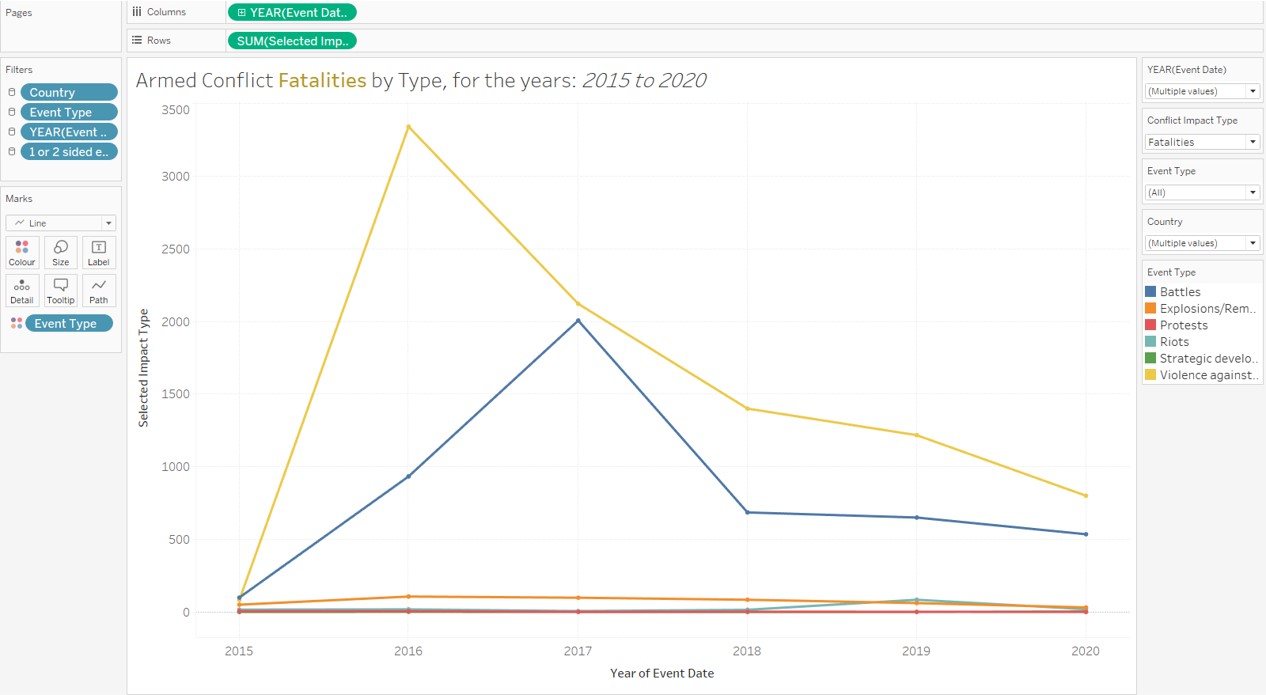 Pages
Columns
YEAR(Event Dat..
Rows
SUM(Selected Imp..
Filters
Country
Event Type
YEAR(Event ..
1 or 2 sided e..
Marks
Line
Colour
Size
Label
Detail
Tooltip
Path
Event Type
Armed Conflict Fatalities by Type, for the years: 2015 to 2020
3500
3000
2500
2000
1500
1000
500
0
Selected Impact Type
2015 2016 2017 2018 2019 2020
Year of Event Date
YEAR(Event Date)
(Multiple values)
Conflict Impact Type
Fatalities
Event Type
(All)
Country
(Multiple values)
Event Type
Battles
Explosions/Rem..
Protests
Riots
Strategic develo..
Violence against..